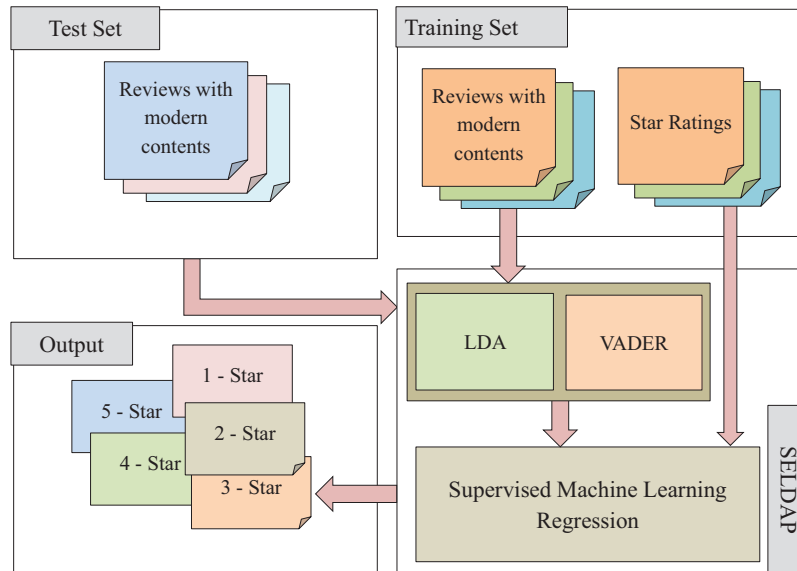 Test Set
Reviews with
modern
contents
Training Set
Reviews with
modern
contents
Star Ratings
LDA
VADER
Supervised Machine Learning
Regression
SELDAP
Output
1 - Star
5 - Star
2 - Star
4 - Star
3 - Star